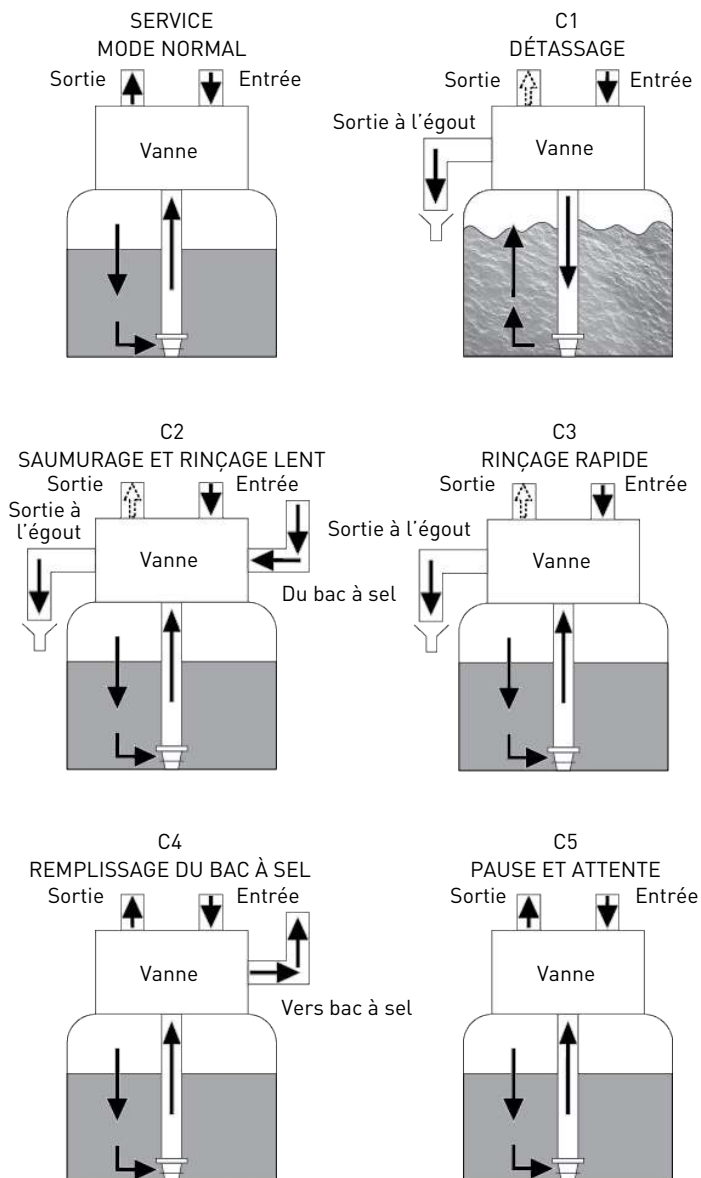 SERVICE
MODE NORMAL
Sortie
Entrée
Vanne
C1
DÉTASSAGE
Sortie
Entrée
Sortie à l’égout
Vanne
C2
SAUMURAGE ET RINÇAGE LENT
Sortie
Entrée
Sortie à
l’égout
Vanne
Du bac à sel
C3
RINÇAGE RAPIDE
Sortie
Entrée
Sortie à l’égout
Vanne
C4
REMPLISSAGE DU BAC À SEL
Sortie
Entrée
Vanne
Vers bac à sel
C5
PAUSE ET ATTENTE
Sortie
Entrée
Vanne